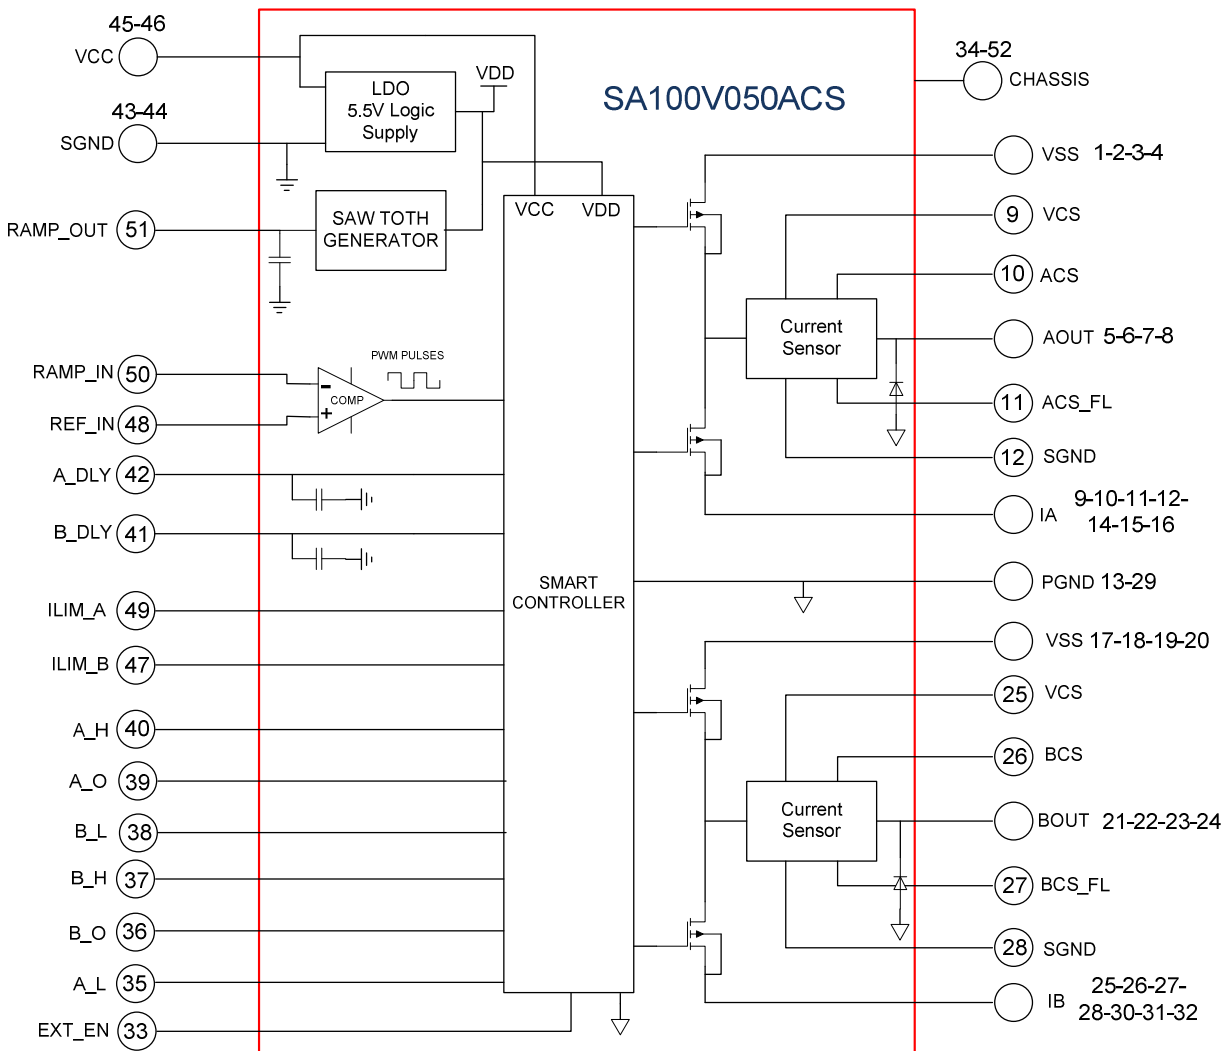 45-46
VCC
43-44
SGND
RAMP_OUT 51
RAMP_IN 50
REF_IN 48
A_DLY 42
B_DLY 41
ILIM_A 49
ILIM_B 47
A_H 40
A_O 39
B_L 38
B_H 37
B_O 36
A_L 35
EXT_EN 33
LDO
5.5V Logic
Supply
VDD
SAW TOTH
GENERATOR
PWM PULSES
-
COMP
+
VCC VDD
SMART
CONTROLLER
SA100V050ACS
Current
Sensor
Current
Sensor
34-52
CHASSIS
VSS 1-2-3-4
9 VCS
10 ACS
AOUT 5-6-7-8
11 ACS_FL
12 SGND
IA 9-10-11-12-
14-15-16
PGND 13-29
VSS 17-18-19-20
25 VCS
26 BCS
BOUT 21-22-23-24
27 BCS_FL
28 SGND
IB 25-26-27-
28-30-31-32